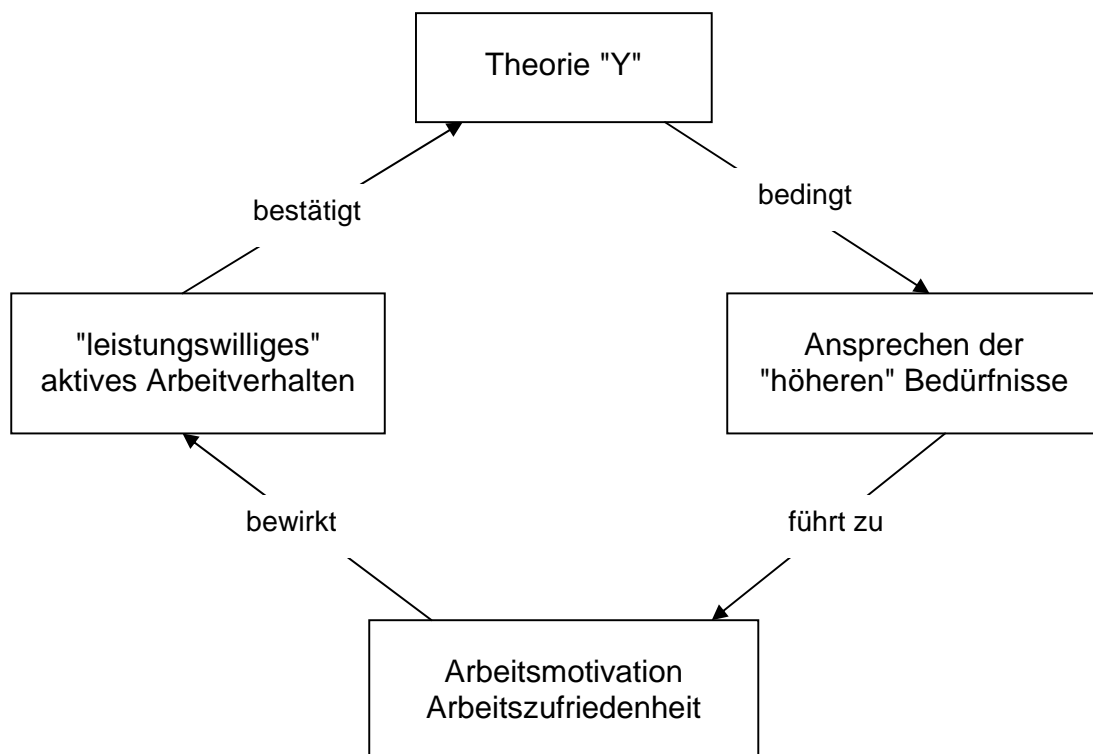 Theorie "Y"
bestätigt
bedingt
"leistungswilliges"
aktives Arbeitverhalten
Ansprechen der
"höheren" Bedürfnisse
bewirkt
führt zu
Arbeitsmotivation
Arbeitszufriedenheit